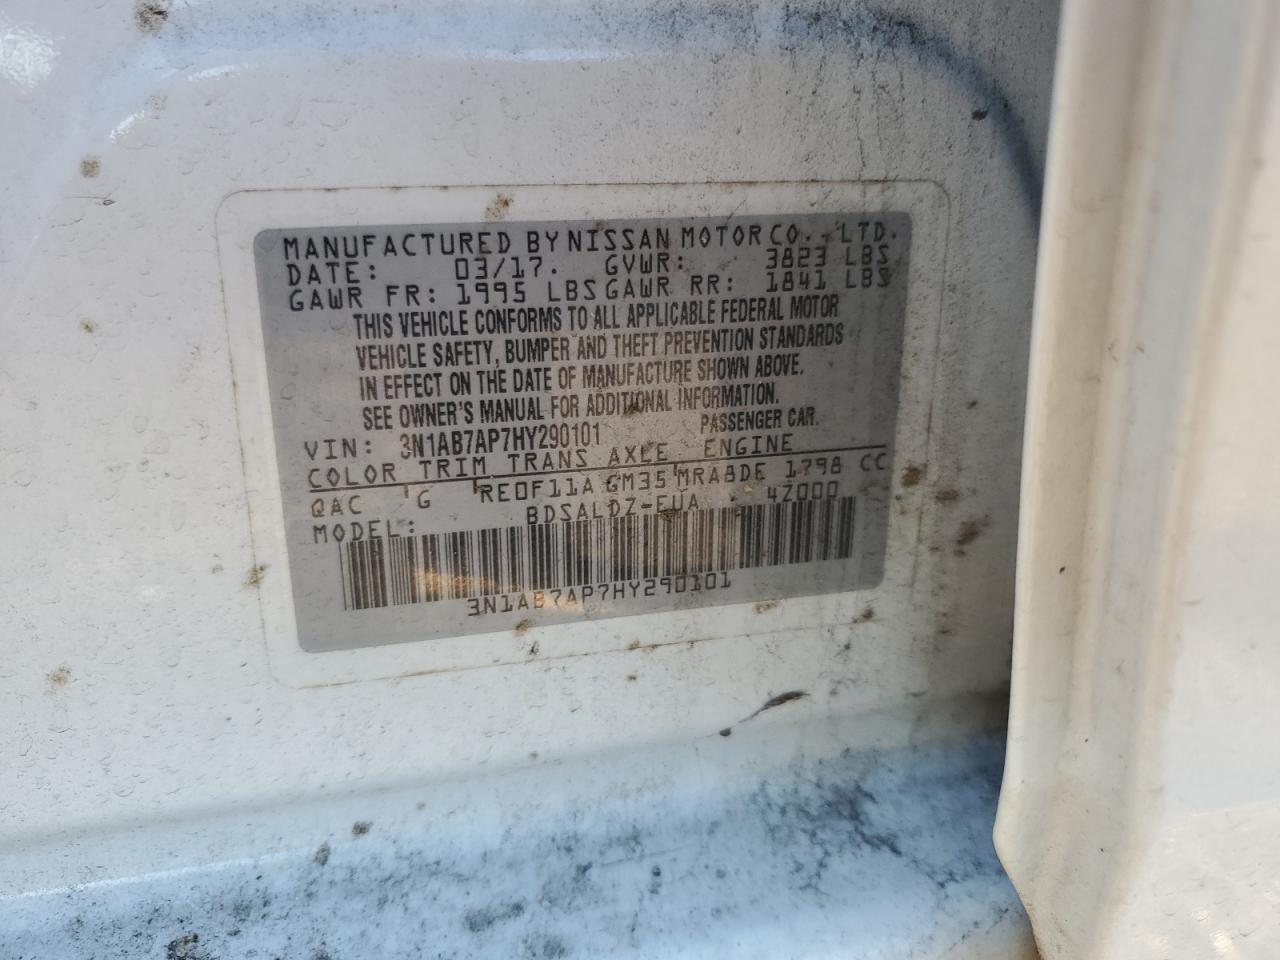 MANUFACTURED BY NISSAN MOTOR CO., LTD.
DATE: 03/17. GVWR: 3823 LBS
GAWR FR: 1995 LBS GAWR RR: 1841 LBS
THIS VEHICLE CONFORMS TO ALL APPLICABLE FEDERAL MOTOR
VEHICLE SAFETY, BUMPER AND THEFT PREVENTION STANDARDS
IN EFFECT ON THE DATE OF MANUFACTURE SHOWN ABOVE.
SEE OWNER'S MANUAL FOR ADDITIONAL INFORMATION.
VIN: 3N1AB7AP7HY290101 PASSENGER CAR.
COLOR TRIM TRANS AXLE ENGINE
QAC G RE0F11A GM35 MRA8DE 1798 CC
MODEL: BDSALDZ-EUA 4Z000
3N1AB7AP7HY290101